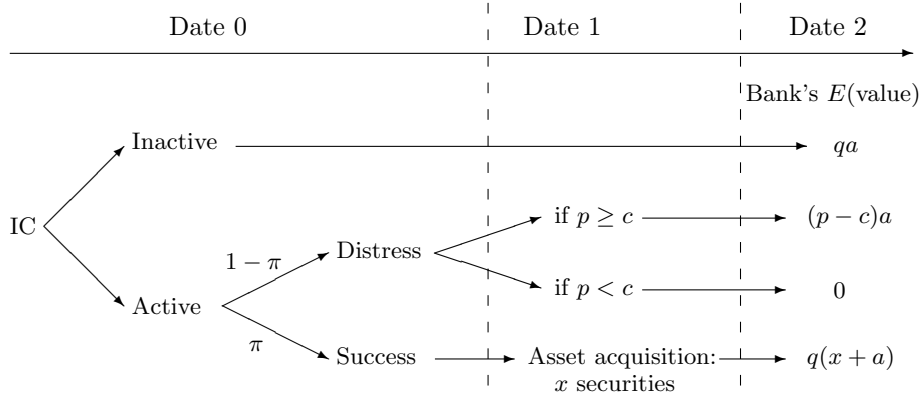 Date 0 Date 1 Date 2
Bank's E(value)
Inactive qa
IC
1 − π Distress if p ≥ c (p − c)a
if p < c 0
Active
π Success Asset acquisition: q(x + a)
x securities